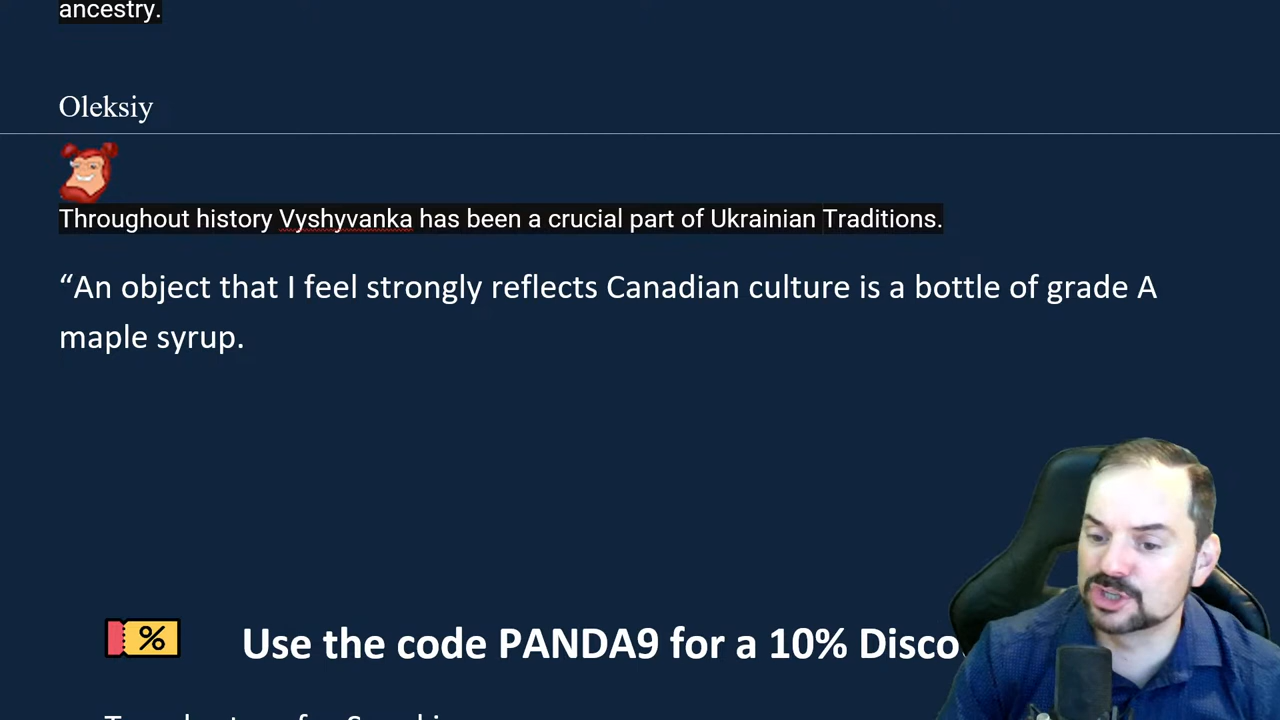 ancestry.
Oleksiy
Throughout history Vyshyvanka has been a crucial part of Ukrainian Traditions.
“An object that I feel strongly reflects Canadian culture is a bottle of grade A
maple syrup.
%
Use the code PANDA9 for a 10%